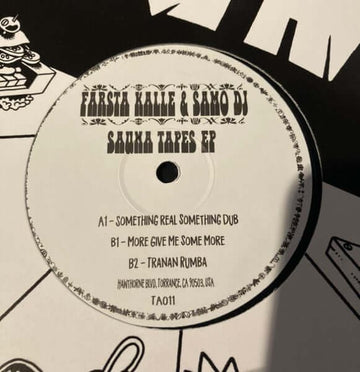 FARSTA KALLE & SAMO DJ
SAUNA TAPES EP
A1 - SOMETHING REAL SOMETHING DUB
B1 - MORE GIVE ME SOME MORE
B2 - TRANAN RUMBA
HAWTHORNE BLVD, TORRANCE, CA 90503, USA
TA011